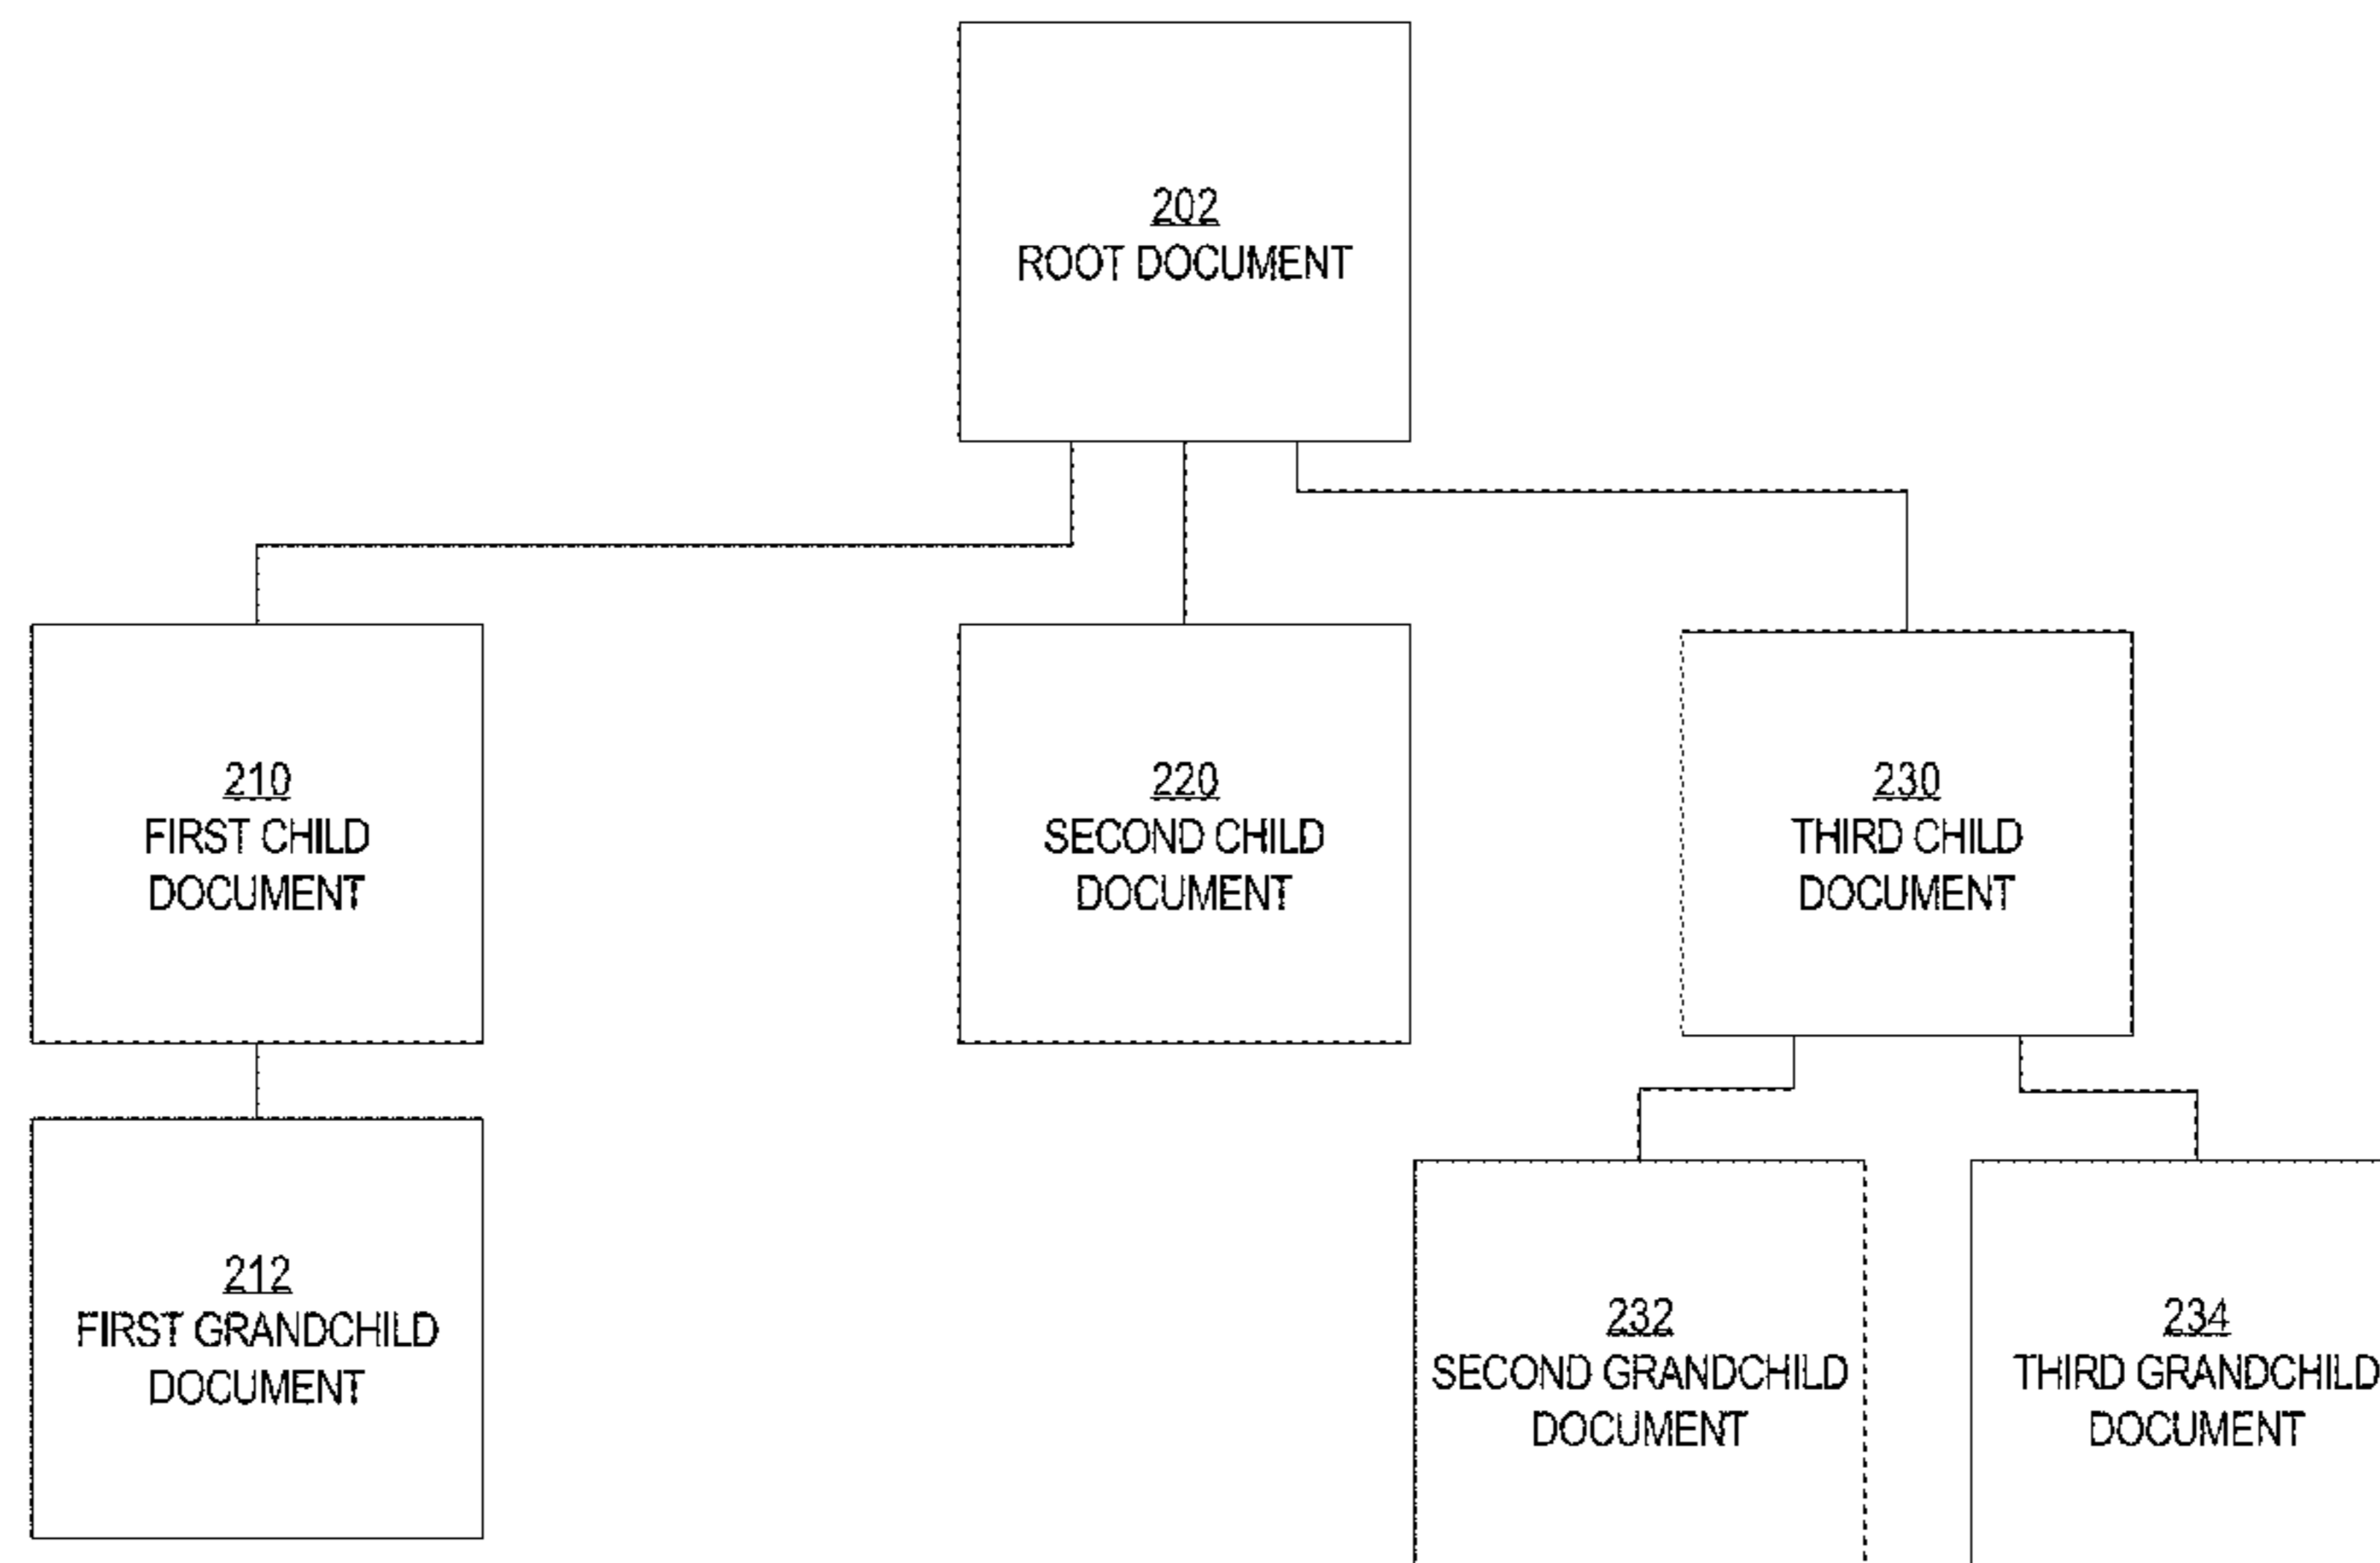 202
ROOT DOCUMENT
210
FIRST CHILD
DOCUMENT
220
SECOND CHILD
DOCUMENT
230
THIRD CHILD
DOCUMENT
212
FIRST GRANDCHILD
DOCUMENT
232
SECOND GRANDCHILD
DOCUMENT
234
THIRD GRANDCHILD
DOCUMENT